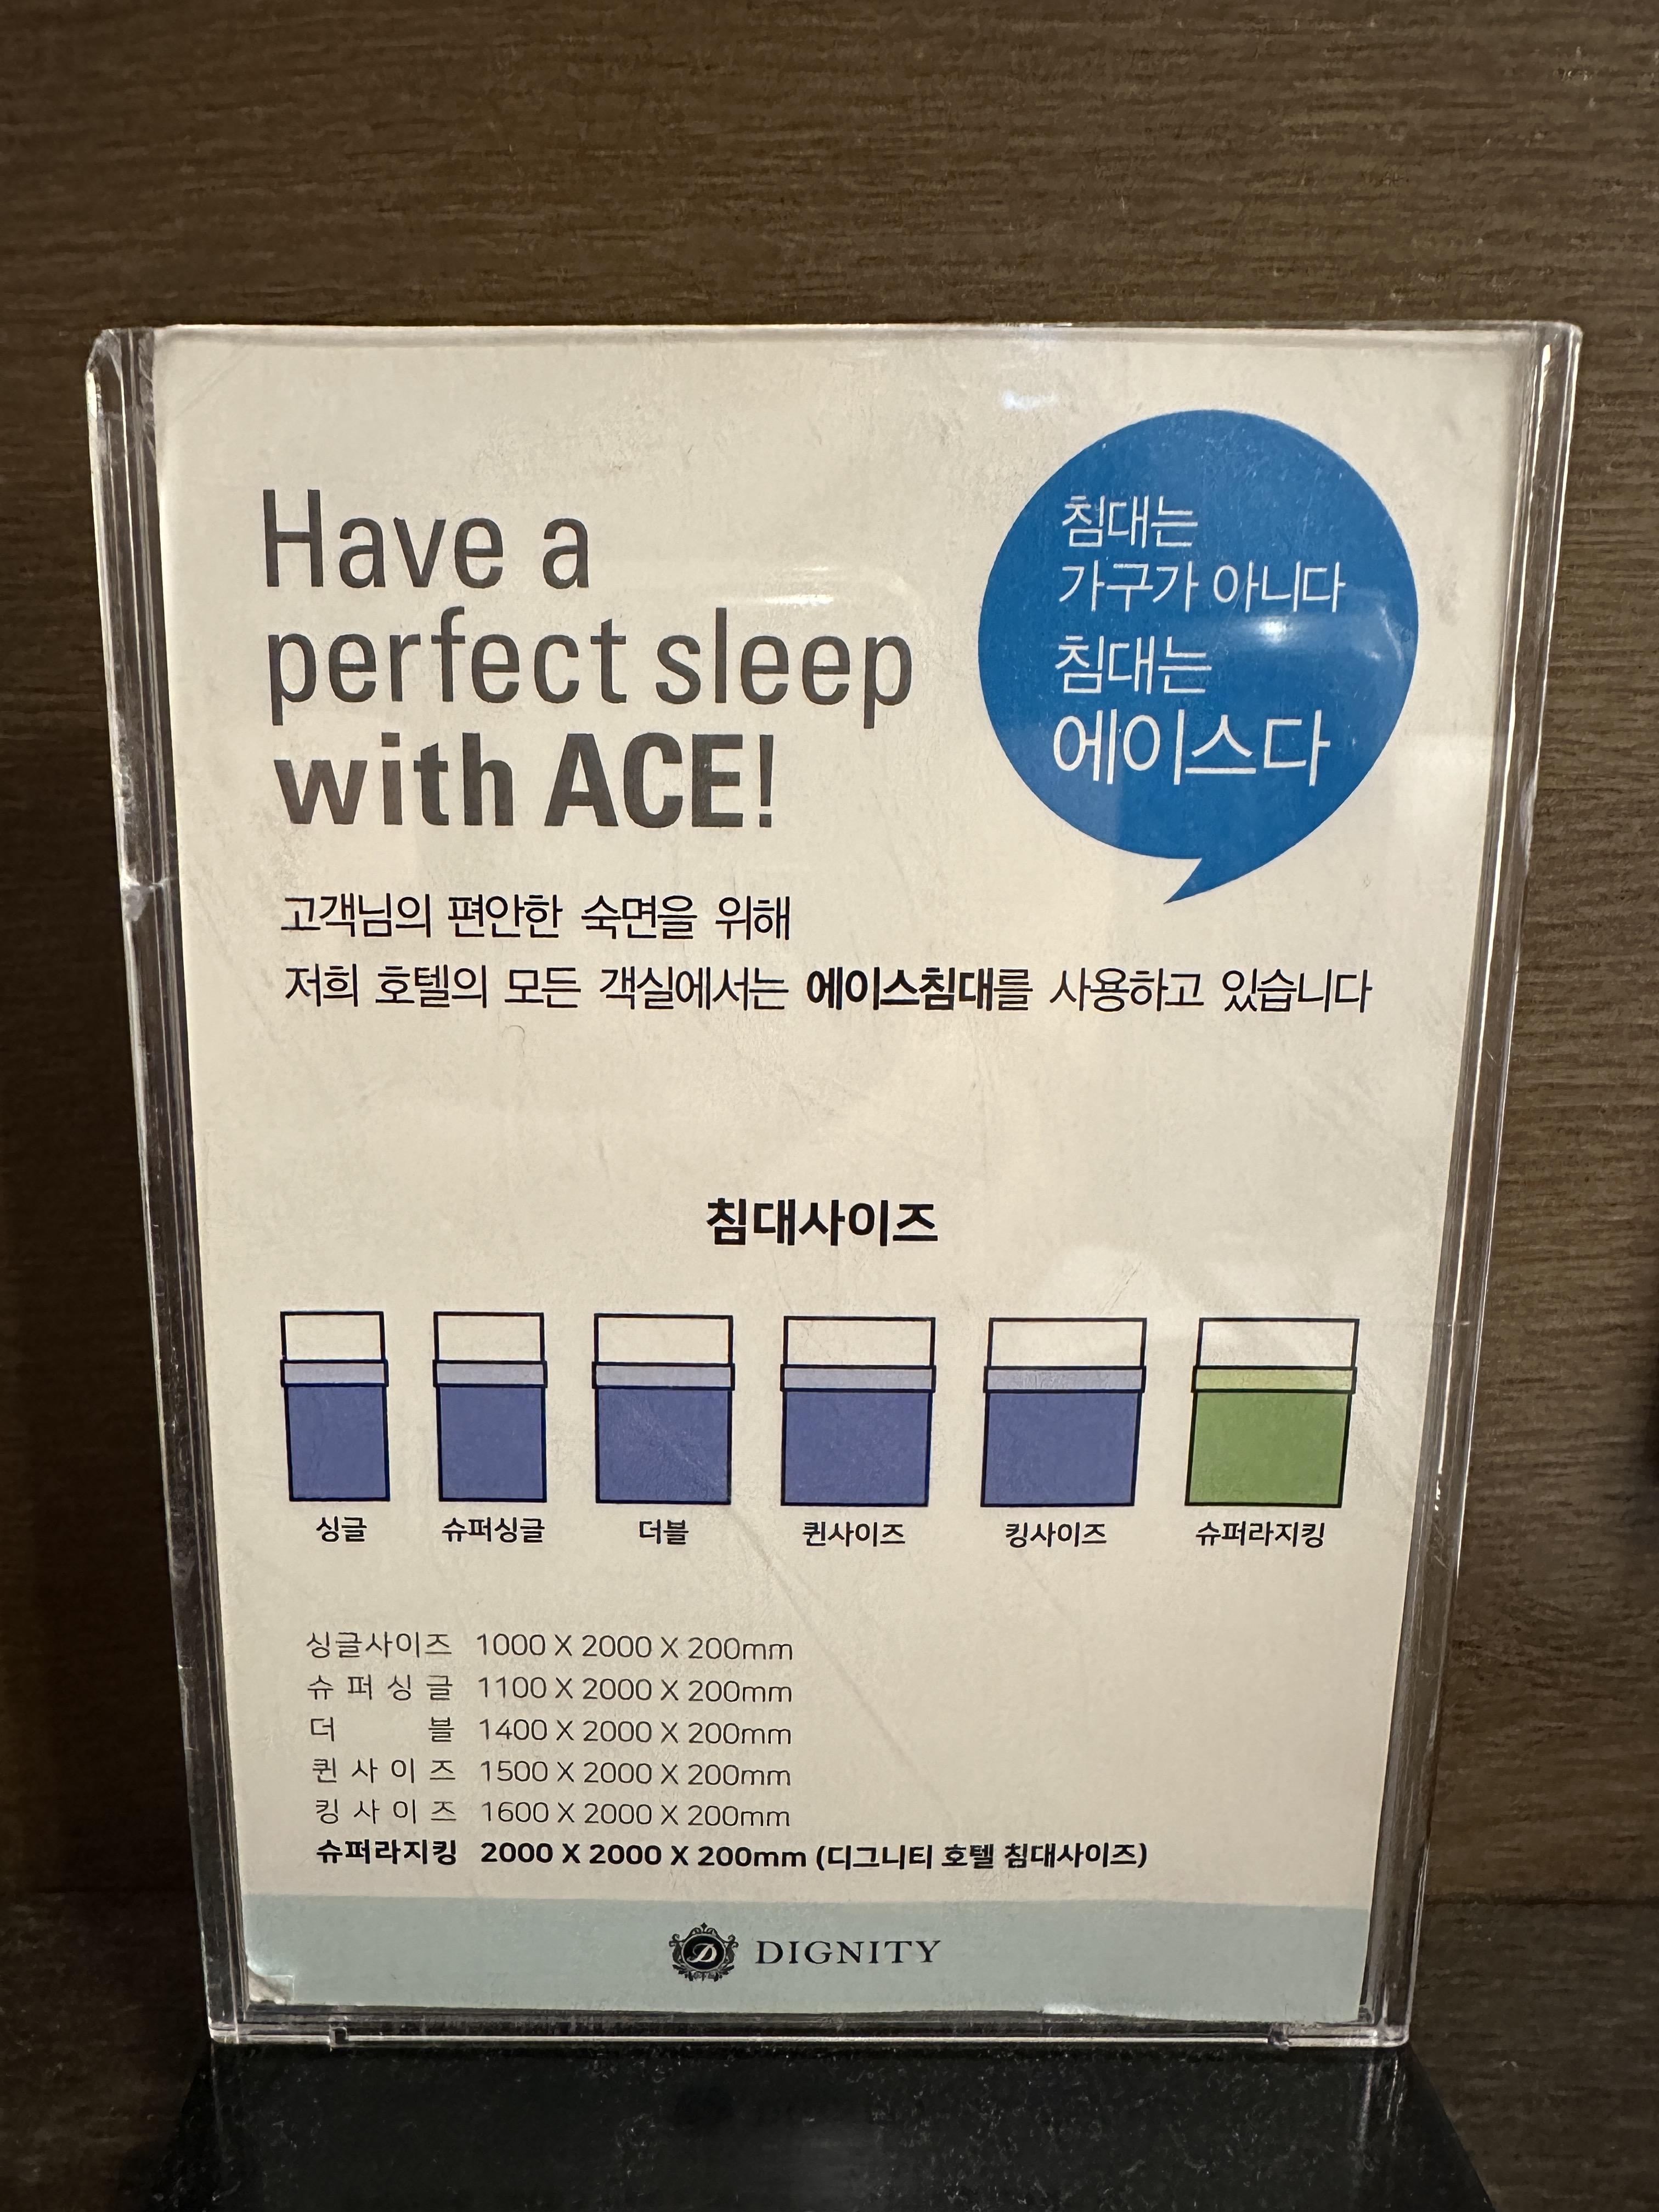 Have a
perfect sleep
with ACE!
침대는
가구가 아니다
침대는
에이스다
고객님의 편안한 숙면을 위해
저희 호텔의 모든 객실에서는 에이스침대를 사용하고 있습니다
침대사이즈
싱글 슈퍼싱글 더블 퀸사이즈 킹사이즈 슈퍼라지킹
싱글사이즈 1000 X 2000 X 200mm
슈퍼싱글 1100 X 2000 X 200mm
더블 1400 X 2000 X 200mm
퀸사이즈 1500 X 2000 X 200mm
킹사이즈 1600 X 2000 X 200mm
슈퍼라지킹 2000 X 2000 X 200mm (디그니티 호텔 침대사이즈)
D DIGNITY